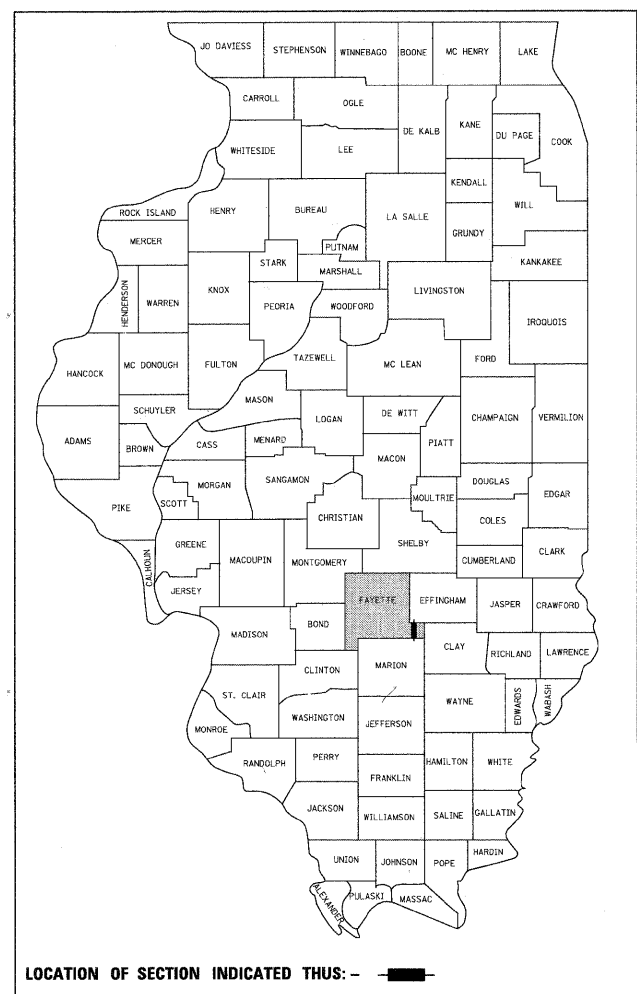 JO DAVIESS STEPHENSON WINNEBAGO BOONE MC HENRY LAKE
CARROLL OGLE DE KALB KANE DU PAGE COOK
WHITESIDE LEE
KENDALL WILL
ROCK ISLAND HENRY BUREAU LA SALLE GRUNDY
MERCER PUTNAM
STARK MARSHALL KANKAKEE
HENDERSON WARREN KNOX PEORIA WOODFORD LIVINGSTON IROQUOIS
HANCOCK MC DONOUGH FULTON TAZEWELL MC LEAN FORD
MASON
SCHUYLER LOGAN DE WITT CHAMPAIGN VERMILION
ADAMS BROWN CASS MENARD MACON PIATT
MORGAN SANGAMON DOUGLAS EDGAR
PIKE SCOTT CHRISTIAN MOULTRIE COLES
GREENE MACOUPIN MONTGOMERY SHELBY CUMBERLAND CLARK
CALHOUN JERSEY FAYETTE EFFINGHAM JASPER CRAWFORD
MADISON BOND CLAY RICHLAND LAWRENCE
CLINTON MARION
ST. CLAIR WAYNE EDWARDS WABASH
MONROE WASHINGTON JEFFERSON
RANDOLPH PERRY HAMILTON WHITE
FRANKLIN
JACKSON WILLIAMSON SALINE GALLATIN
UNION JOHNSON POPE HARDIN
ALEXANDER PULASKI MASSAC
LOCATION OF SECTION INDICATED THUS: -